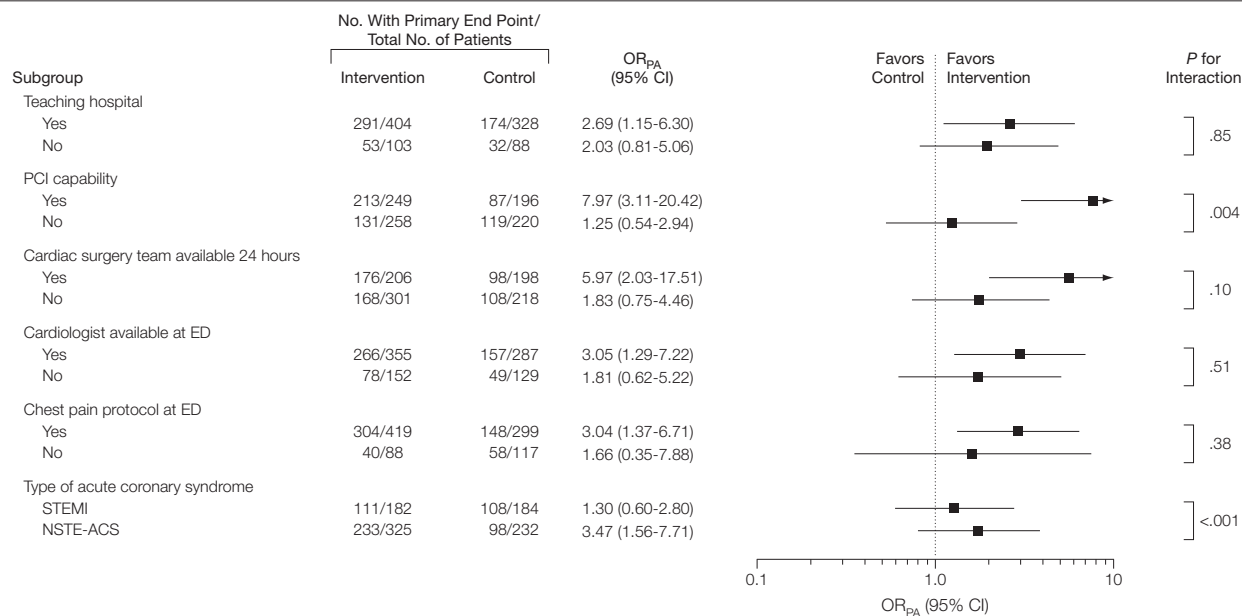 No. With Primary End Point/
Total No. of Patients
Subgroup Intervention Control OR_PA (95% CI) Favors Control Favors Intervention P for Interaction
Teaching hospital
Yes 291/404 174/328 2.69 (1.15-6.30) .85
No 53/103 32/88 2.03 (0.81-5.06)
PCI capability
Yes 213/249 87/196 7.97 (3.11-20.42) .004
No 131/258 119/220 1.25 (0.54-2.94)
Cardiac surgery team available 24 hours
Yes 176/206 98/198 5.97 (2.03-17.51) .10
No 168/301 108/218 1.83 (0.75-4.46)
Cardiologist available at ED
Yes 266/355 157/287 3.05 (1.29-7.22) .51
No 78/152 49/129 1.81 (0.62-5.22)
Chest pain protocol at ED
Yes 304/419 148/299 3.04 (1.37-6.71) .38
No 40/88 58/117 1.66 (0.35-7.88)
Type of acute coronary syndrome
STEMI 111/182 108/184 1.30 (0.60-2.80) <.001
NSTE-ACS 233/325 98/232 3.47 (1.56-7.71)
0.1 1.0 10
OR_PA (95% CI)